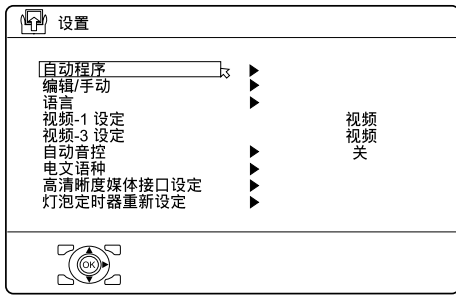 设置
自动程序
编辑/手动
语言
视频-1 设定 视频
视频-3 设定 视频
自动音控 关
电文语种
高清晰度媒体接口设定
灯泡定时器重新设定
OK